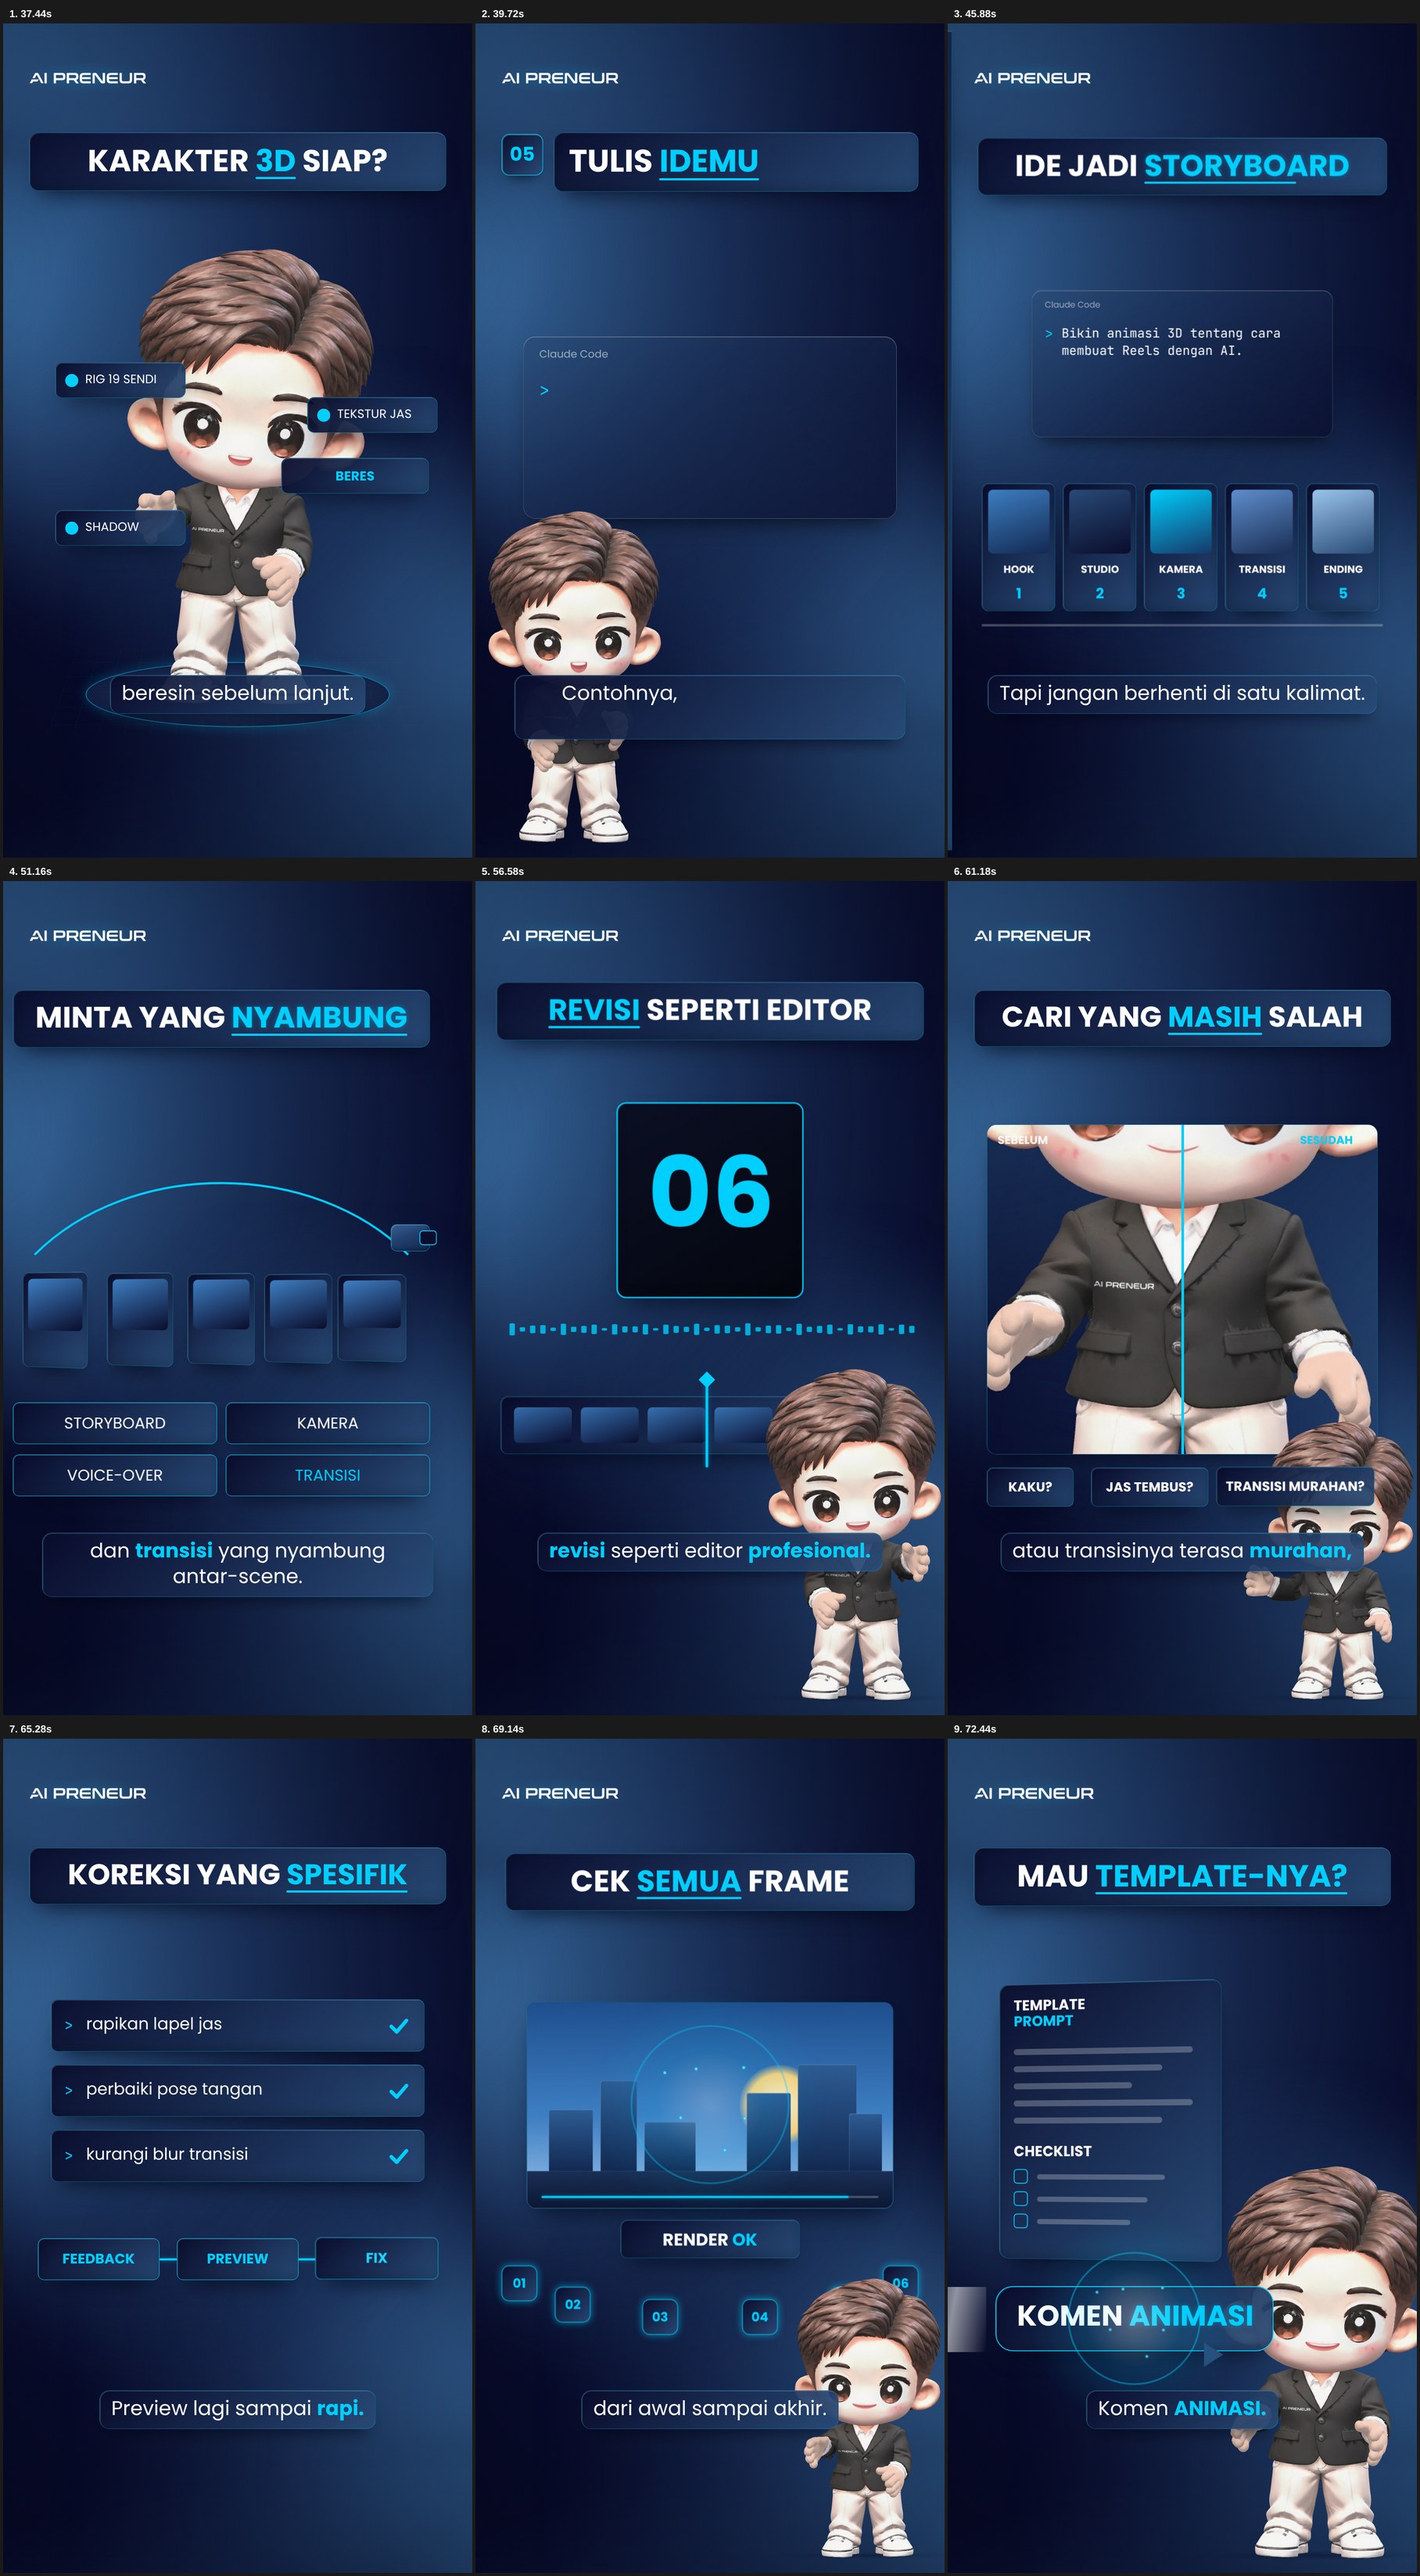 1. 37.44s
AI PRENEUR
KARAKTER 3D SIAP?
RIG 19 SENDI
TEKSTUR JAS
BERES
SHADOW
AI PRENEUR
beresin sebelum lanjut.
2. 39.72s
AI PRENEUR
05
TULIS IDEMU
Claude Code
>
Contohnya,
3. 45.88s
AI PRENEUR
IDE JADI STORYBOARD
Claude Code
> Bikin animasi 3D tentang cara
membuat Reels dengan AI.
HOOK
STUDIO
KAMERA
TRANSISI
ENDING
1
2
3
4
5
Tapi jangan berhenti di satu kalimat.
4. 51.16s
AI PRENEUR
MINTA YANG NYAMBUNG
STORYBOARD
KAMERA
VOICE-OVER
TRANSISI
dan transisi yang nyambung
antar-scene.
5. 56.58s
AI PRENEUR
REVISI SEPERTI EDITOR
06
revisi seperti editor profesional.
6. 61.18s
AI PRENEUR
CARI YANG MASIH SALAH
SEBELUM
SESUDAH
AI PRENEUR
KAKU?
JAS TEMBUS?
TRANSISI MURAHAN?
atau transisinya terasa murahan,
7. 65.28s
AI PRENEUR
KOREKSI YANG SPESIFIK
> rapikan lapel jas
> perbaiki pose tangan
> kurangi blur transisi
FEEDBACK
PREVIEW
FIX
Preview lagi sampai rapi.
8. 69.14s
AI PRENEUR
CEK SEMUA FRAME
RENDER OK
01
02
03
04
06
dari awal sampai akhir.
9. 72.44s
AI PRENEUR
MAU TEMPLATE-NYA?
TEMPLATE
PROMPT
CHECKLIST
KOMEN ANIMASI
Komen ANIMASI.